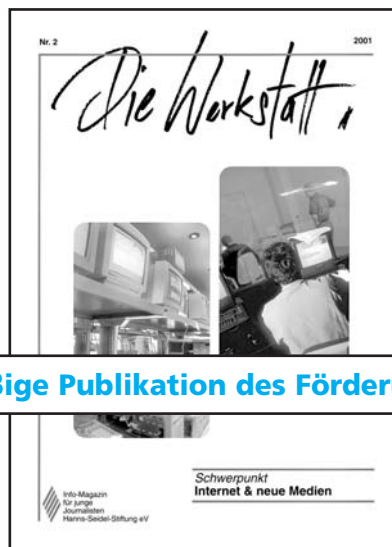 Nr. 2 2001
Die Werkstatt
ige Publikation des Förder
Schwerpunkt
Internet & neue Medien
Info-Magazin
für junge
Journalisten
Hanns-Seidel-Stiftung eV